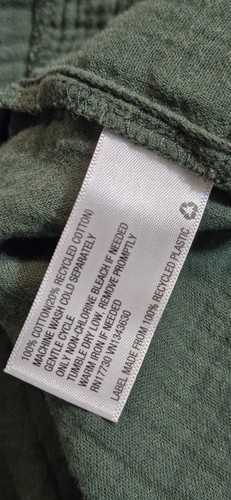 100% COTTON(20% RECYCLED COTTON)
MACHINE WASH COLD SEPARATELY
GENTLE CYCLE
ONLY NON-CHLORINE BLEACH IF NEEDED
TUMBLE DRY LOW. REMOVE PROMPTLY
WARM IRON IF NEEDED
RN17730 VN1343630
LABEL MADE FROM 100% RECYCLED PLASTIC